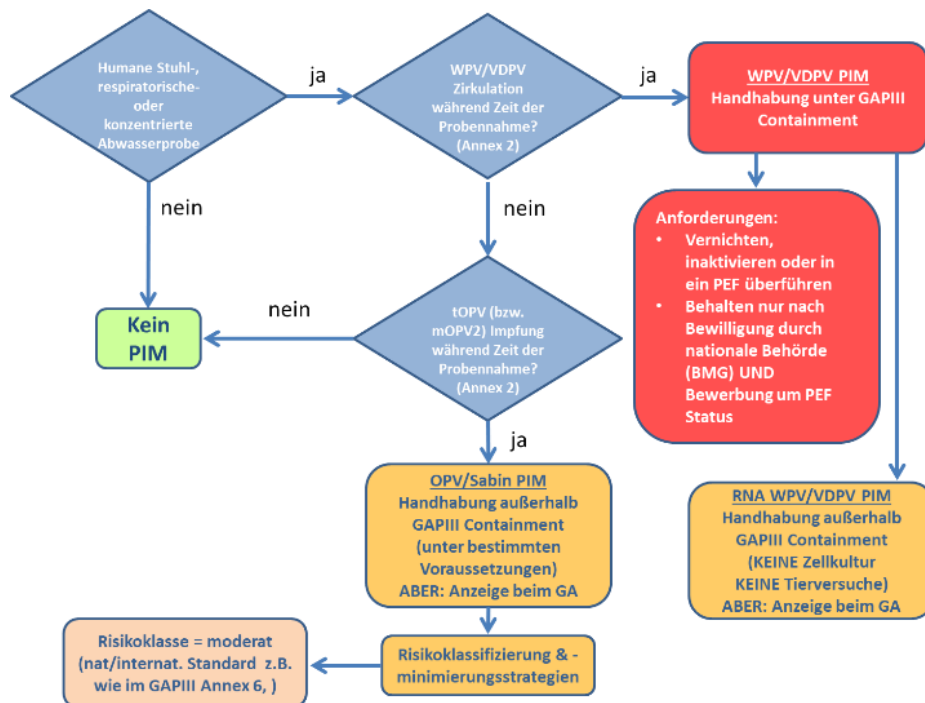 Humane Stuhl-,
respiratorische-
oder
konzentrierte
Abwasserprobe
ja
WPV/VDPV
Zirkulation
während Zeit der
Probennahme?
(Annex 2)
ja
WPV/VDPV PIM
Handhabung unter GAPIII
Containment
nein
nein
Anforderungen:
• Vernichten,
inaktivieren oder in
ein PEF überführen
• Behalten nur nach
Bewilligung durch
nationale Behörde
(BMG) UND
Bewerbung um PEF
Status
Kein
PIM
nein
tOPV (bzw.
mOPV2) Impfung
während Zeit der
Probennahme?
(Annex 2)
ja
OPV/Sabin PIM
Handhabung außerhalb
GAPIII Containment
(unter bestimmten
Voraussetzungen)
ABER: Anzeige beim GA
RNA WPV/VDPV PIM
Handhabung außerhalb
GAPIII Containment
(KEINE Zellkultur
KEINE Tierversuche)
ABER: Anzeige beim GA
Risikoklassifizierung & -
minimierungsstrategien
Risikoklasse = moderat
(nat/internat. Standard z.B.
wie im GAPIII Annex 6, )